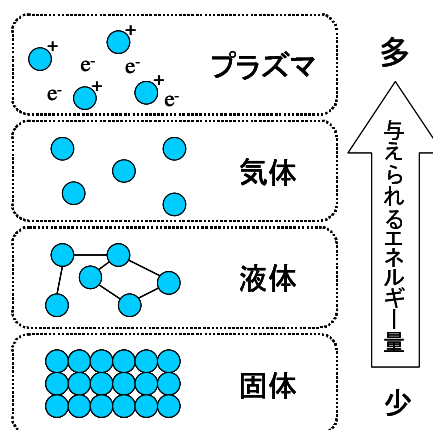 +
+
e-
e-
+
+
e-
e-
プラズマ
気体
液体
固体
多
与えられるエネルギー量
少